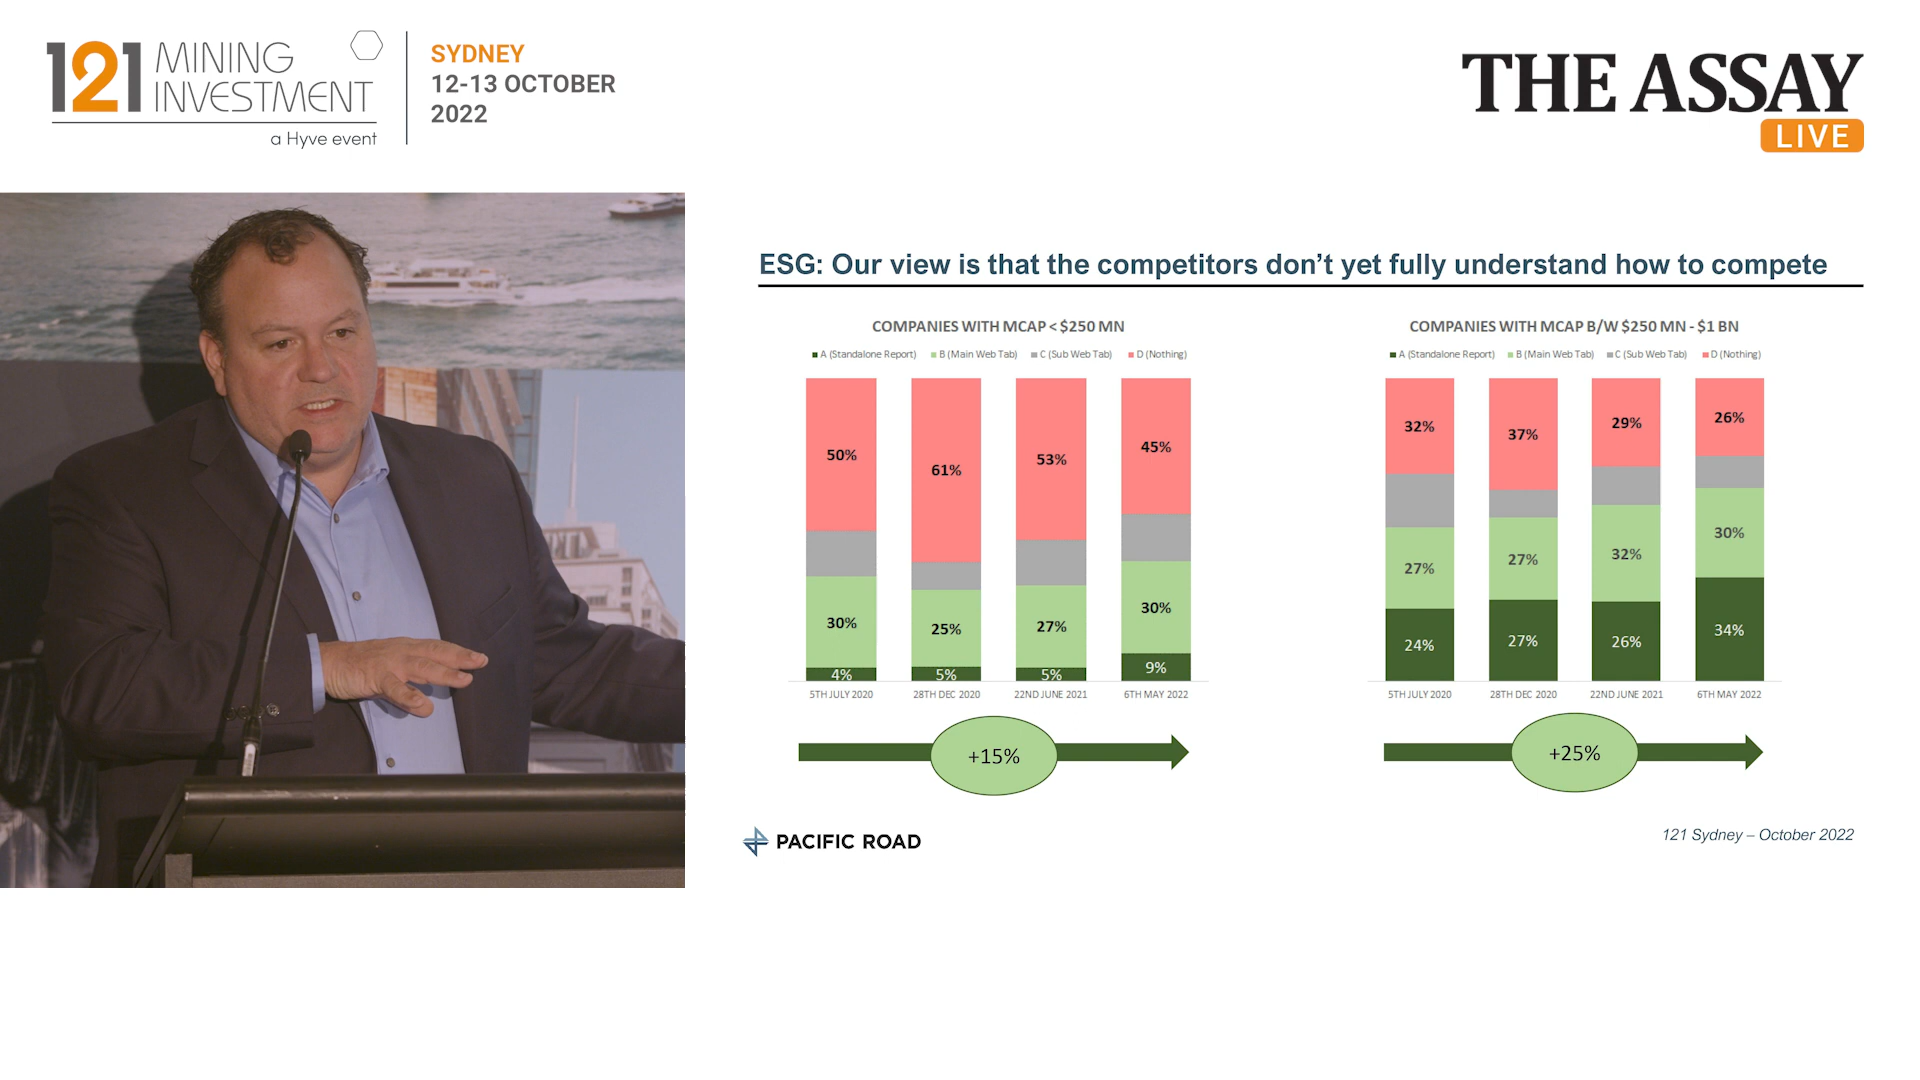 121 MINING
INVESTMENT
a Hyve event
SYDNEY
12-13 OCTOBER
2022
THE ASSAY
LIVE
ESG: Our view is that the competitors don't yet fully understand how to compete
COMPANIES WITH MCAP < $250 MN
A (Standalone Report) B (Main Web Tab) C (Sub Web Tab) D (Nothing)
50% 61% 53% 45%
30% 25% 27% 30%
4% 5% 5% 9%
5TH JULY 2020 28TH DEC 2020 22ND JUNE 2021 6TH MAY 2022
+15%
COMPANIES WITH MCAP B/W $250 MN - $1 BN
A (Standalone Report) B (Main Web Tab) C (Sub Web Tab) D (Nothing)
32% 37% 29% 26%
27% 27% 32% 30%
24% 27% 26% 34%
5TH JULY 2020 28TH DEC 2020 22ND JUNE 2021 6TH MAY 2022
+25%
PACIFIC ROAD
121 Sydney – October 2022